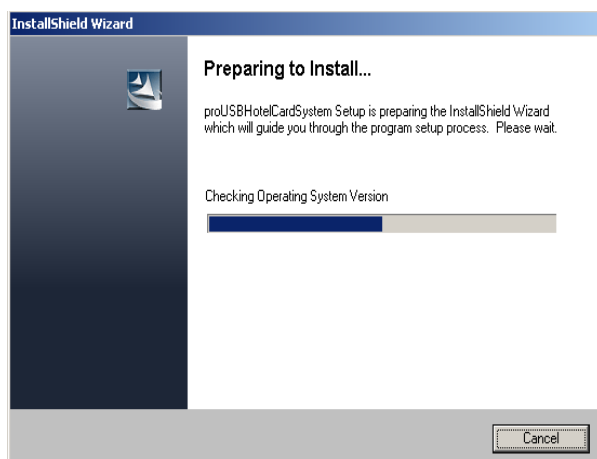 InstallShield Wizard
Preparing to Install...
proUSBHotelCardSystem Setup is preparing the InstallShield Wizard
which will guide you through the program setup process. Please wait.
Checking Operating System Version
Cancel